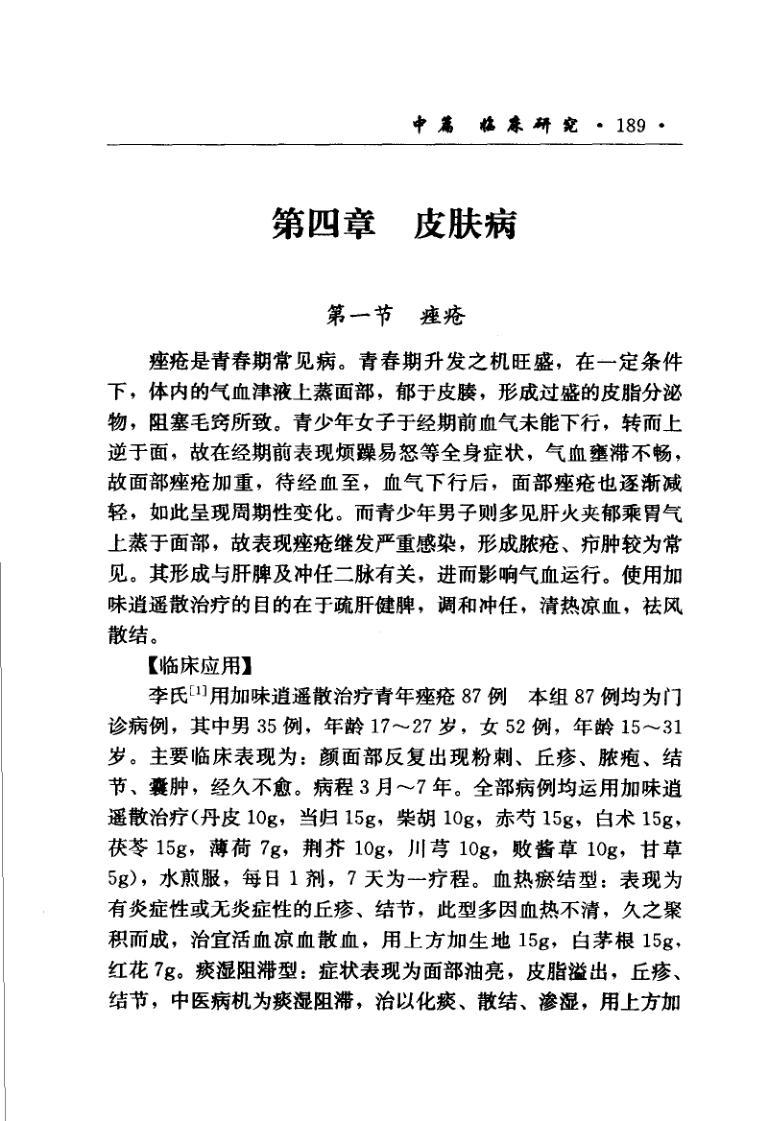 中篇 临床研究 · 189 ·
第四章 皮肤病
第一节 痤疮
痤疮是青春期常见病。青春期升发之机旺盛，在一定条件
下，体内的气血津液上蒸面部，郁于皮腠，形成过盛的皮脂分泌
物，阻塞毛窍所致。青少年女子于经期前血气未能下行，转而上
逆于面，故在经期前表现烦躁易怒等全身症状，气血壅滞不畅，
故面部痤疮加重，待经血至，血气下行后，面部痤疮也逐渐减
轻，如此呈现周期性变化。而青少年男子则多见肝火夹郁乘胃气
上蒸于面部，故表现痤疮继发严重感染，形成脓疮、疖肿较为常
见。其形成与肝脾及冲任二脉有关，进而影响气血运行。使用加
味逍遥散治疗的目的在于疏肝健脾，调和冲任，清热凉血，祛风
散结。
【临床应用】
李氏[1]用加味逍遥散治疗青年痤疮 87 例 本组 87 例均为门
诊病例，其中男 35 例，年龄 17～27 岁，女 52 例，年龄 15～31
岁。主要临床表现为：颜面部反复出现粉刺、丘疹、脓疱、结
节、囊肿，经久不愈。病程 3 月～7 年。全部病例均运用加味逍
遥散治疗(丹皮 10g，当归 15g，柴胡 10g，赤芍 15g，白术 15g，
茯苓 15g，薄荷 7g，荆芥 10g，川芎 10g，败酱草 10g，甘草
5g)，水煎服，每日 1 剂，7 天为一疗程。血热瘀结型：表现为
有炎症性或无炎症性的丘疹、结节，此型多因血热不清，久之聚
积而成，治宜活血凉血散血，用上方加生地 15g，白茅根 15g，
红花 7g。痰湿阻滞型：症状表现为面部油亮，皮脂溢出，丘疹、
结节，中医病机为痰湿阻滞，治以化痰、散结、渗湿，用上方加